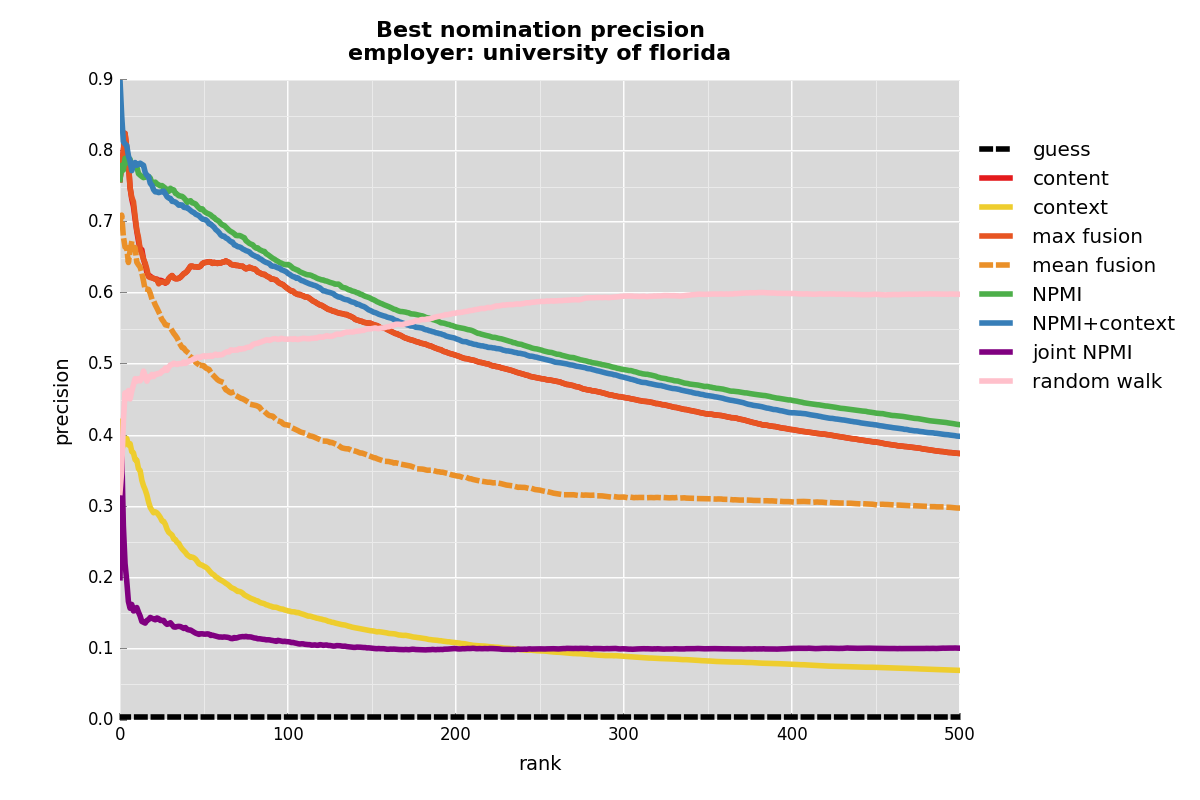 Best nomination precision
employer: university of florida
precision
0.9
0.8
0.7
0.6
0.5
0.4
0.3
0.2
0.1
0.0
0
100
200
300
400
500
rank
guess
content
context
max fusion
mean fusion
NPMI
NPMI+context
joint NPMI
random walk